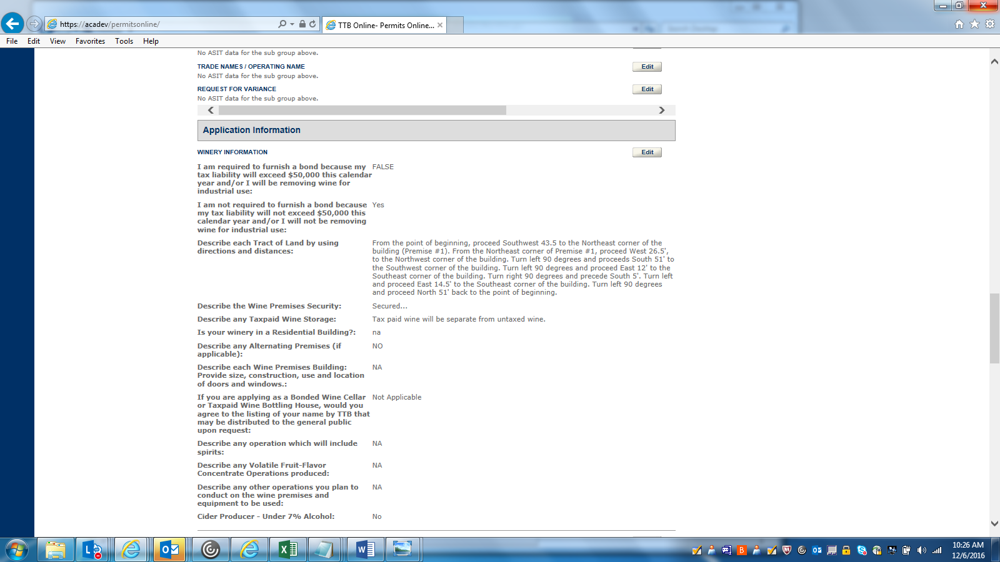 https://acadev/permitsonline/
TTB Online- Permits Online...
File Edit View Favorites Tools Help
No ASIT data for the sub group above.
TRADE NAMES / OPERATING NAME
Edit
No ASIT data for the sub group above.
REQUEST FOR VARIANCE
Edit
No ASIT data for the sub group above.
Application Information
WINERY INFORMATION
Edit
I am required to furnish a bond because my
tax liability will exceed $50,000 this calendar
year and/or I will be removing wine for
industrial use:
FALSE
I am not required to furnish a bond because
my tax liability will not exceed $50,000 this
calendar year and/or I will not be removing
wine for industrial use:
Yes
Describe each Tract of Land by using
directions and distances:
From the point of beginning, proceed Southwest 43.5 to the Northeast corner of the
building (Premise #1). From the Northeast corner of Premise #1, proceed West 26.5',
to the Northwest corner of the building. Turn left 90 degrees and proceeds South 51' to
the Southwest corner of the building. Turn left 90 degrees and proceed East 12' to the
Southeast corner of the building. Turn right 90 degrees and precede South 5'. Turn left
and proceed East 14.5' to the Southeast corner of the building. Turn left 90 degrees
and proceed North 51' back to the point of beginning.
Describe the Wine Premises Security:
Secured...
Describe any Taxpaid Wine Storage:
Tax paid wine will be separate from untaxed wine.
Is your winery in a Residential Building?:
na
Describe any Alternating Premises (if
applicable):
NO
Describe each Wine Premises Building:
Provide size, construction, use and location
of doors and windows.:
NA
If you are applying as a Bonded Wine Cellar
or Taxpaid Wine Bottling House, would you
agree to the listing of your name by TTB that
may be distributed to the general public
upon request:
Not Applicable
Describe any operation which will include
spirits:
NA
Describe any Volatile Fruit-Flavor
Concentrate Operations produced:
NA
Describe any other operations you plan to
conduct on the wine premises and
equipment to be used:
NA
Cider Producer - Under 7% Alcohol:
No
10:26 AM
12/6/2016